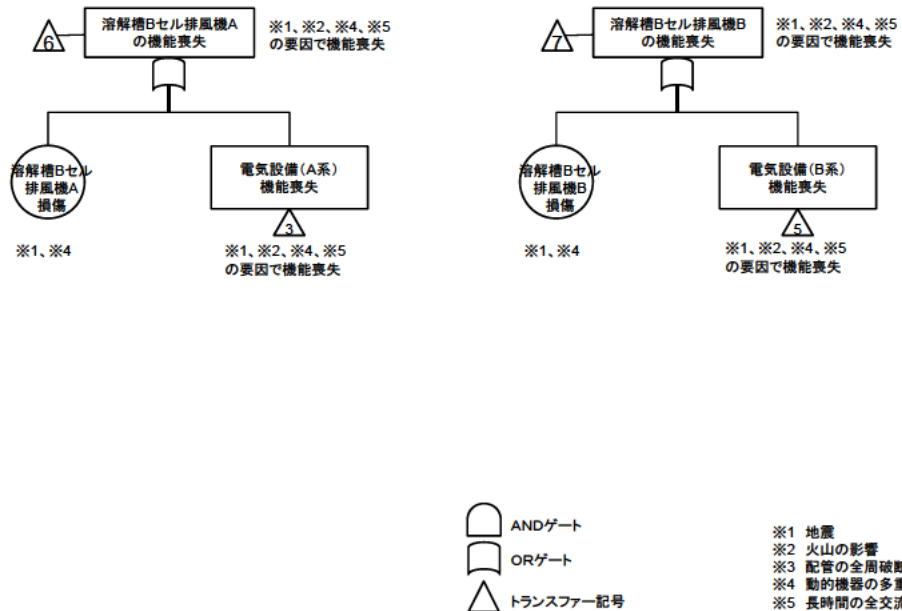 6
溶解槽Bセル排風機A
の機能喪失
※1、※2、※4、※5
の要因で機能喪失
溶解槽Bセル
排風機A
損傷
※1、※4
電気設備(A系)
機能喪失
3
※1、※2、※4、※5
の要因で機能喪失
7
溶解槽Bセル排風機B
の機能喪失
※1、※2、※4、※5
の要因で機能喪失
溶解槽Bセル
排風機B
損傷
※1、※4
電気設備(B系)
機能喪失
5
※1、※2、※4、※5
の要因で機能喪失
ANDゲート
ORゲート
トランスファー記号
※1 地震
※2 火山の影響
※3 配管の全周破断
※4 動的機器の多重
※5 長時間の全交流